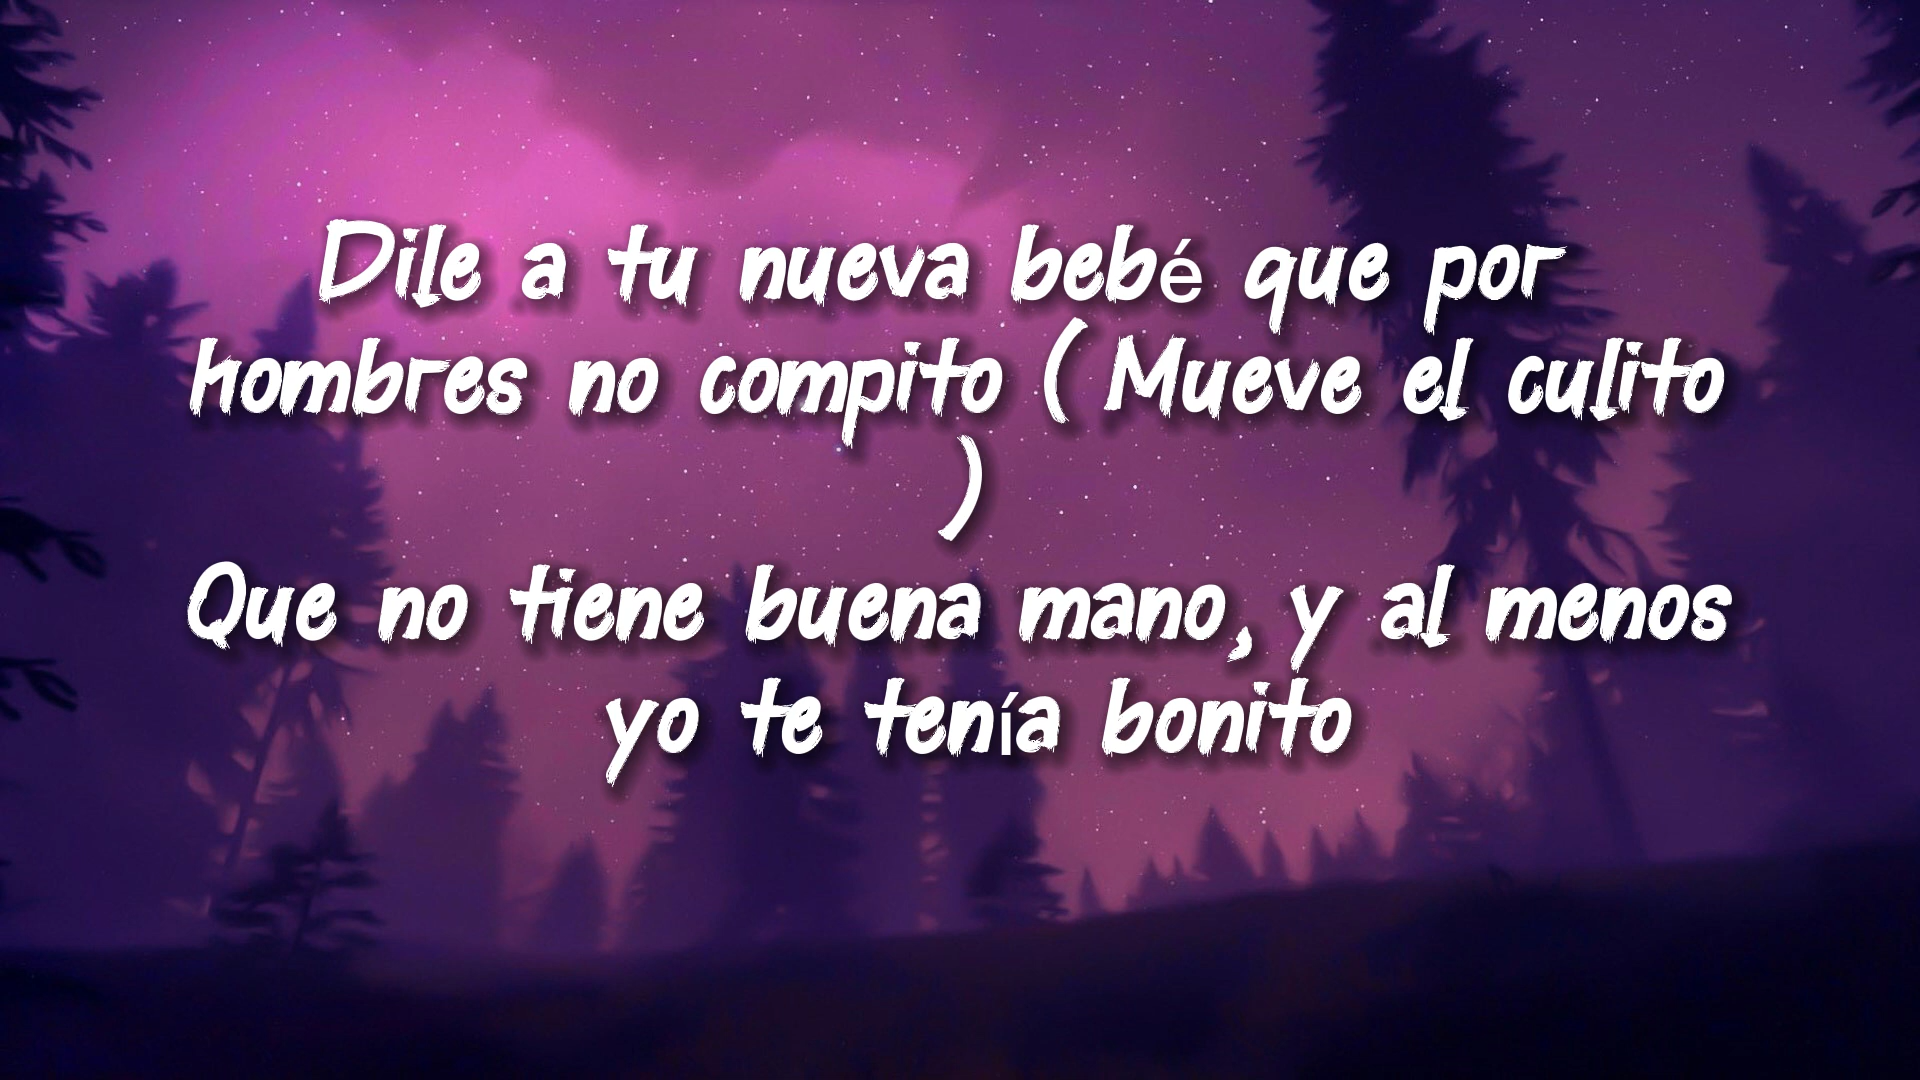 Dile a tu nueva bebé que por
hombres no compito ( Mueve el culito
)
Que no tiene buena mano, y al menos
yo te tenía bonito